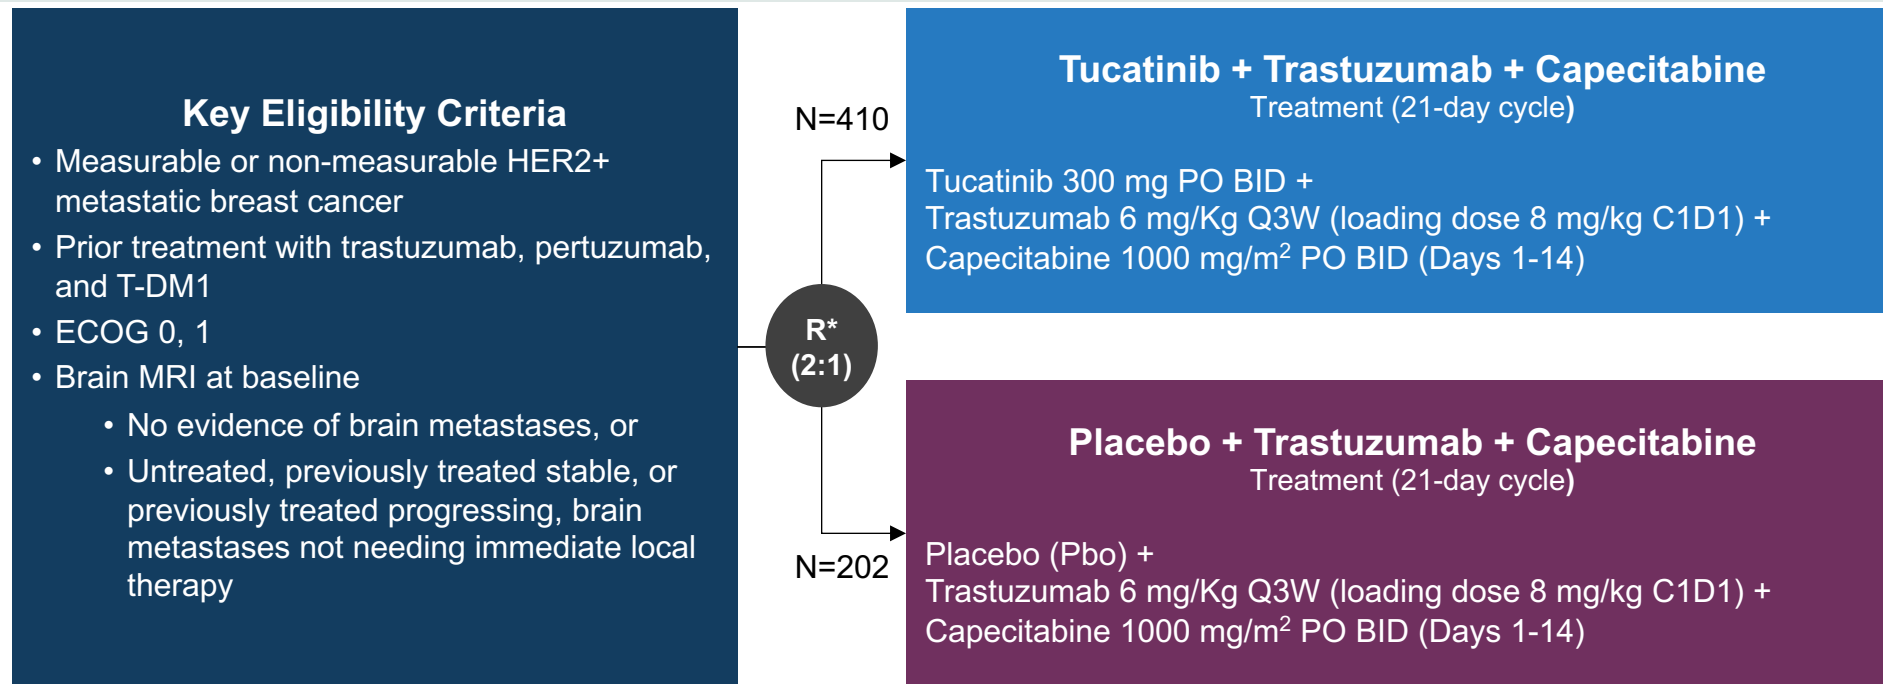 Key Eligibility Criteria
• Measurable or non-measurable HER2+
metastatic breast cancer
• Prior treatment with trastuzumab, pertuzumab,
and T-DM1
• ECOG 0, 1
• Brain MRI at baseline
• No evidence of brain metastases, or
• Untreated, previously treated stable, or
previously treated progressing, brain
metastases not needing immediate local
therapy
R*
(2:1)
N=410
Tucatinib + Trastuzumab + Capecitabine
Treatment (21-day cycle)
Tucatinib 300 mg PO BID +
Trastuzumab 6 mg/Kg Q3W (loading dose 8 mg/kg C1D1) +
Capecitabine 1000 mg/m² PO BID (Days 1-14)
N=202
Placebo + Trastuzumab + Capecitabine
Treatment (21-day cycle)
Placebo (Pbo) +
Trastuzumab 6 mg/Kg Q3W (loading dose 8 mg/kg C1D1) +
Capecitabine 1000 mg/m² PO BID (Days 1-14)